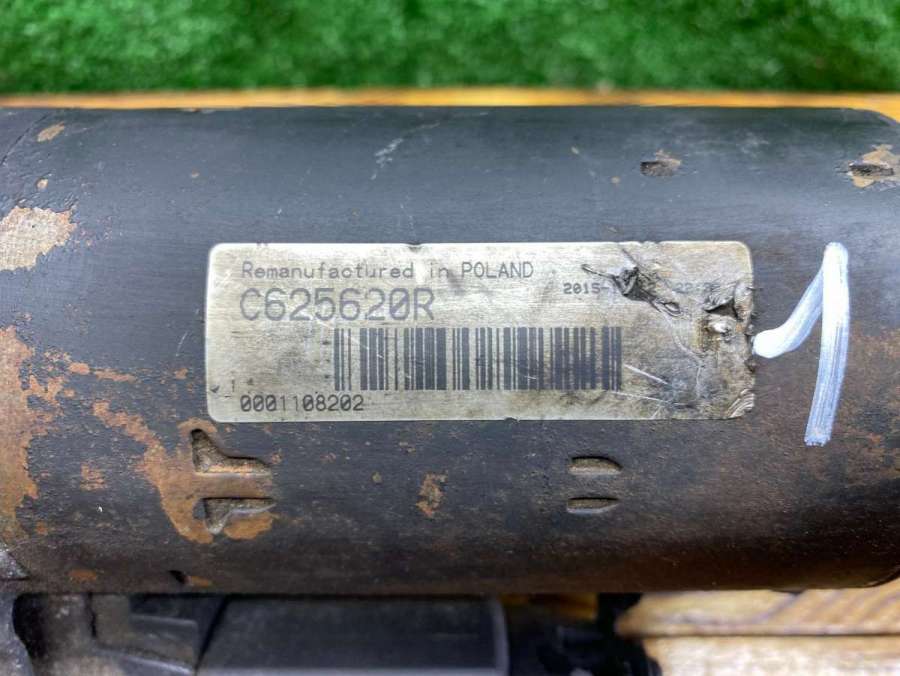 Remanufactured in POLAND
2015-
C625620R
0001108202
1